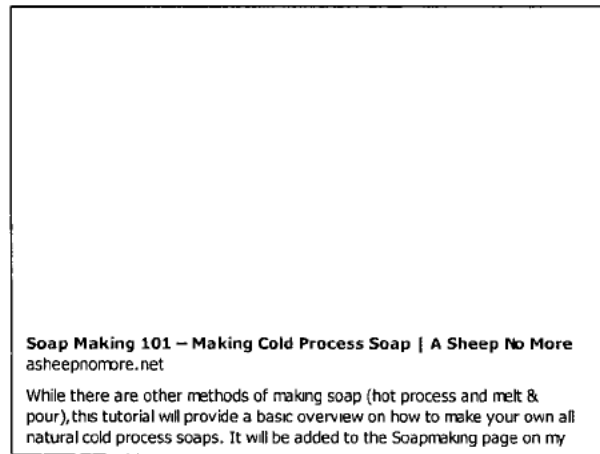 Soap Making 101 – Making Cold Process Soap | A Sheep No More
asheepnomore.net
While there are other methods of making soap (hot process and melt &
pour),this tutorial will provide a basic overview on how to make your own all
natural cold process soaps. It will be added to the Soapmaking page on my